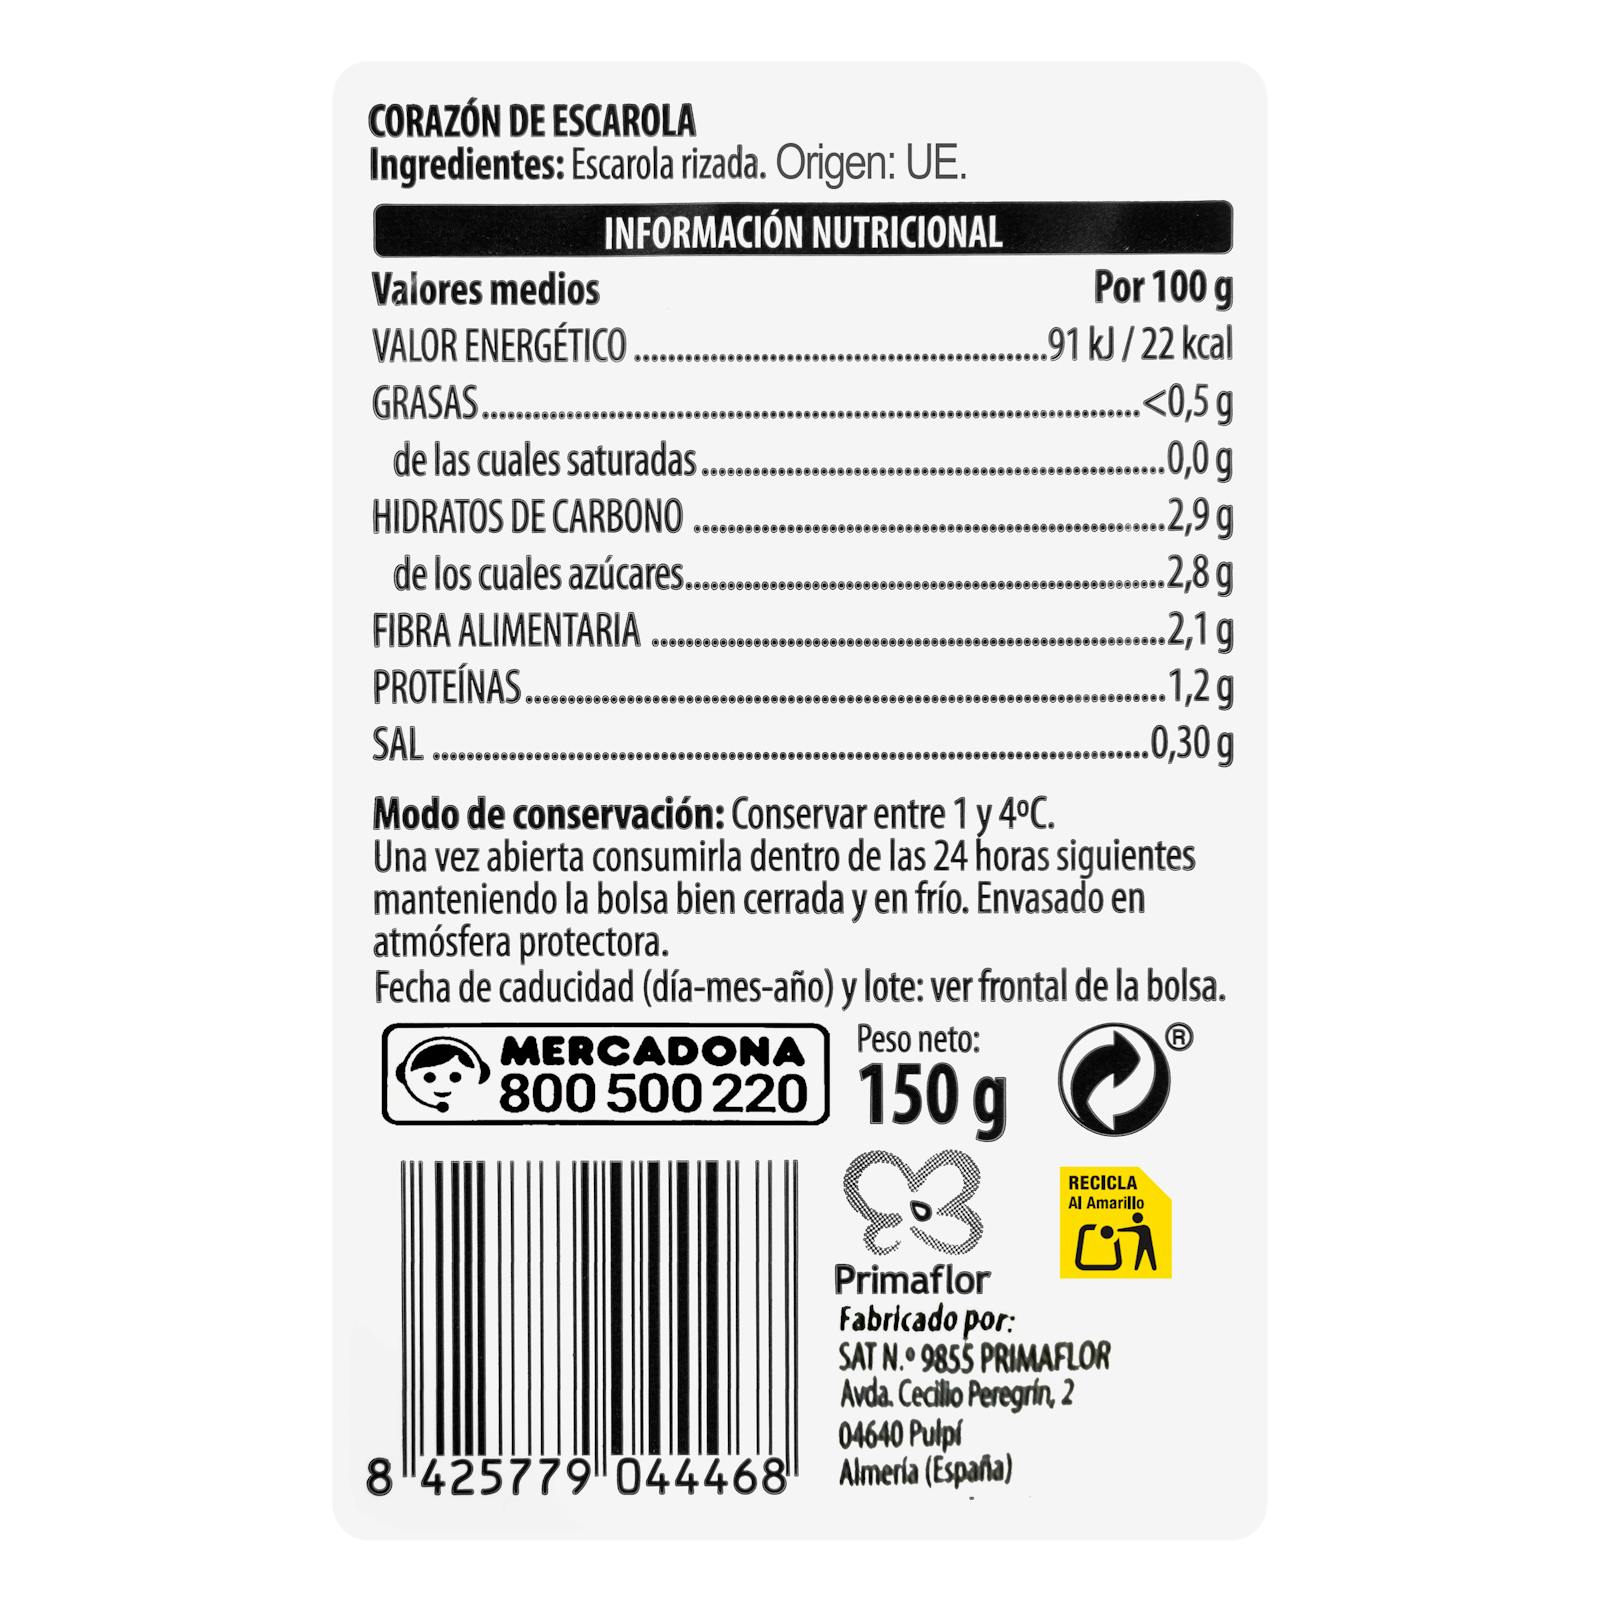 CORAZÓN DE ESCAROLA
Ingredientes: Escarola rizada. Origen: UE.
INFORMACIÓN NUTRICIONAL
Valores medios Por 100 g
VALOR ENERGÉTICO ........ 91 kJ / 22 kcal
GRASAS ........ <0,5 g
de las cuales saturadas ........ 0,0 g
HIDRATOS DE CARBONO ........ 2,9 g
de los cuales azúcares ........ 2,8 g
FIBRA ALIMENTARIA ........ 2,1 g
PROTEÍNAS ........ 1,2 g
SAL ........ 0,30 g
Modo de conservación: Conservar entre 1 y 4ºC.
Una vez abierta consumirla dentro de las 24 horas siguientes
manteniendo la bolsa bien cerrada y en frío. Envasado en
atmósfera protectora.
Fecha de caducidad (día-mes-año) y lote: ver frontal de la bolsa.
MERCADONA
800 500 220
Peso neto:
150 g
®
RECICLA
Al Amarillo
Primaflor
Fabricado por:
SAT N.º 9855 PRIMAFLOR
Avda. Cecilio Peregrín, 2
04640 Pulpí
Almería (España)
8 425779 044468